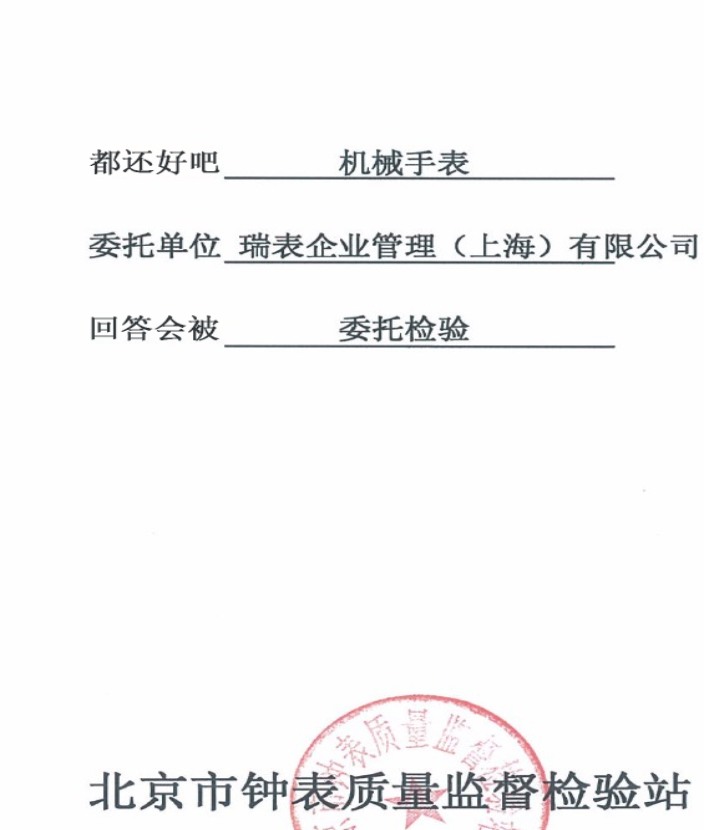 都还好吧 机械手表
委托单位 瑞表企业管理（上海）有限公司
回答会被 委托检验
钟表质量监督检
北京市钟表质量监督检验站